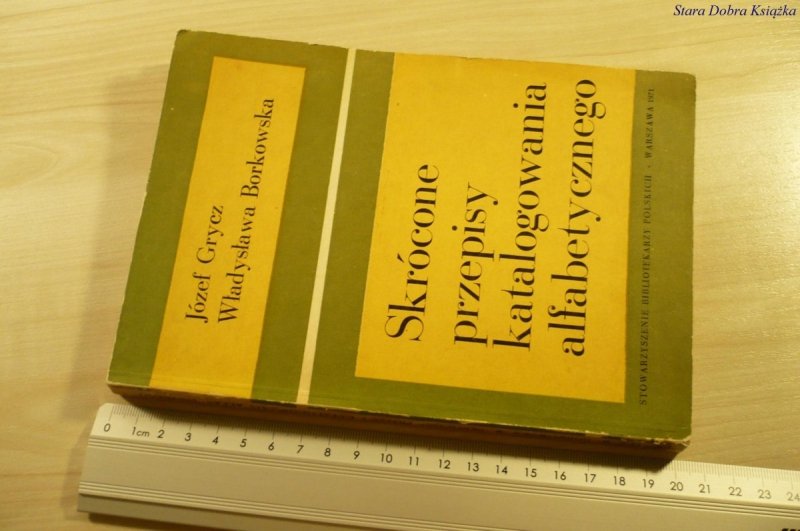 Stara Dobra Książka
Józef Grycz
Władysława Borkowska
Skrócone
przepisy
katalogowania
alfabetycznego
STOWARZYSZENIE BIBLIOTEKARZY POLSKICH · WARSZAWA 1971
0 1cm 2 3 4 5 6 7 8 9 10 11 12 13 14 15 16 17 18 19 20 21 22 23 24